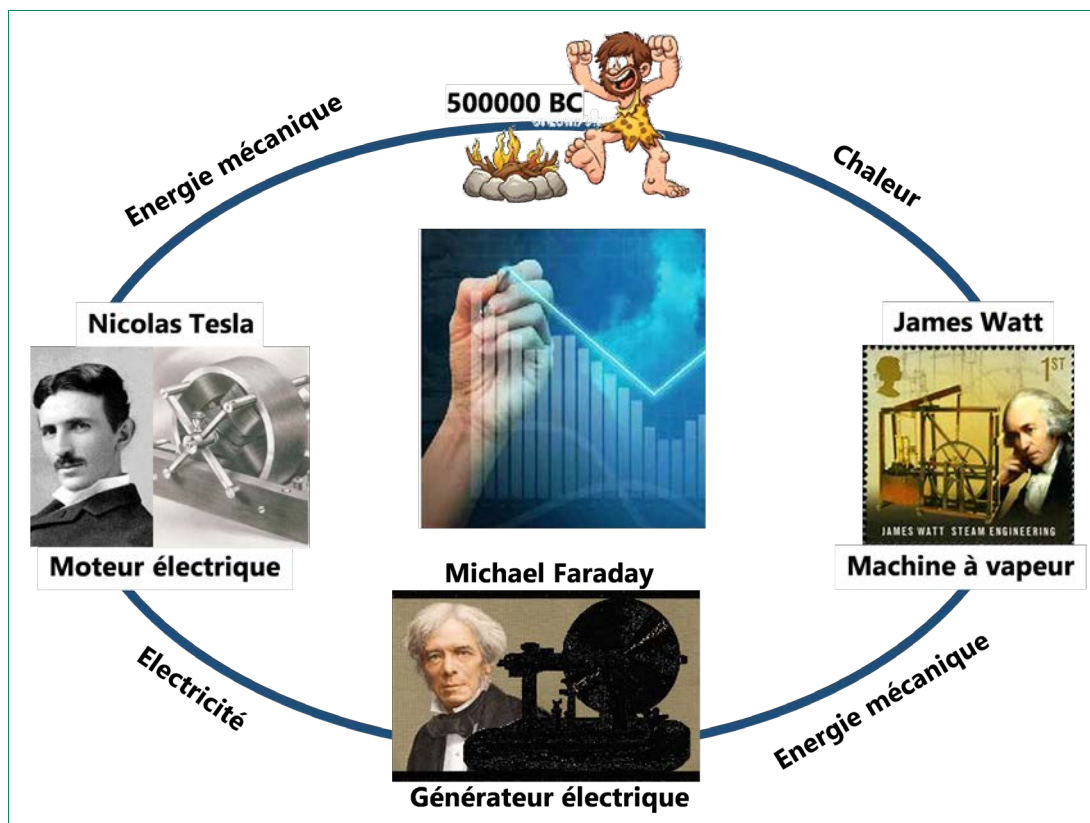 500000 BC
Energie mécanique
Chaleur
Nicolas Tesla
James Watt
1ST
JAMES WATT STEAM ENGINEERING
Moteur électrique
Machine à vapeur
Michael Faraday
Electricité
Energie mécanique
Générateur électrique